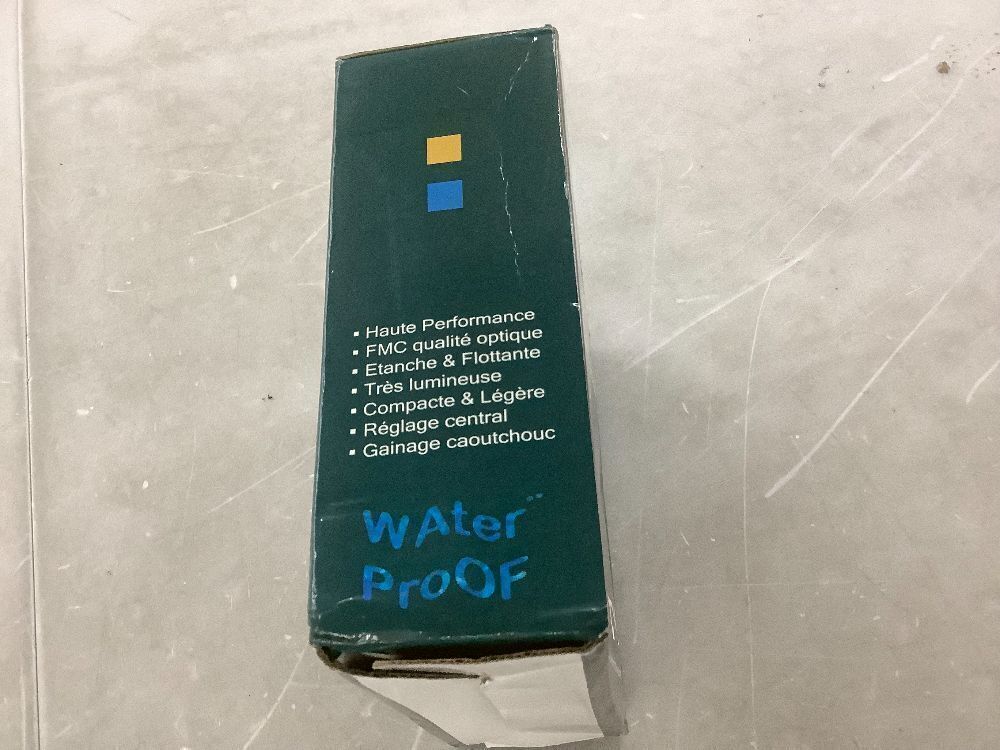 ▪ Haute Performance
▪ FMC qualité optique
▪ Etanche & Flottante
▪ Très lumineuse
▪ Compacte & Légère
▪ Réglage central
▪ Gainage caoutchouc
WAter
ProOF